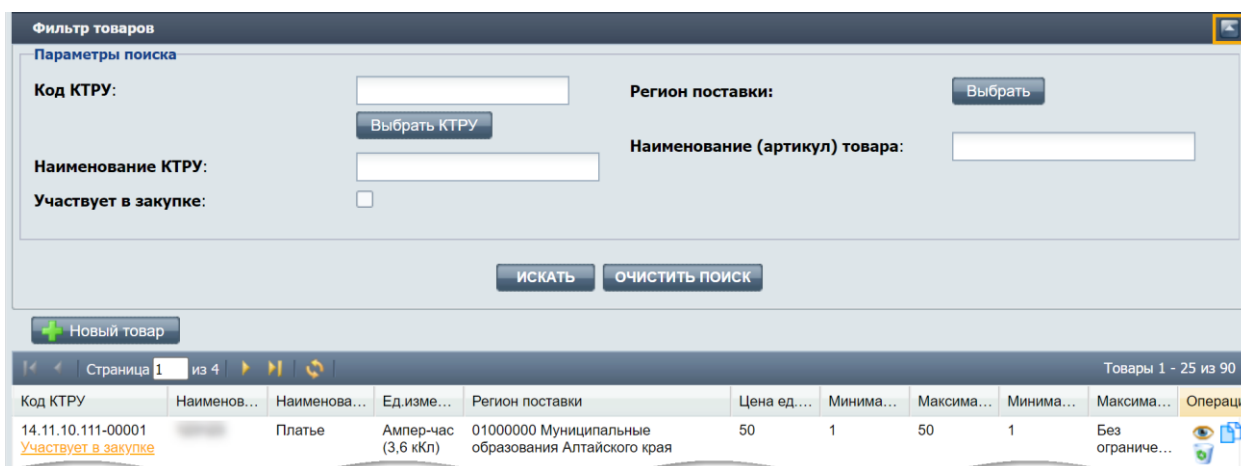 Фильтр товаров
Параметры поиска
Код КТРУ:
Выбрать КТРУ
Регион поставки:
Выбрать
Наименование (артикул) товара:
Наименование КТРУ:
Участвует в закупке:
ИСКАТЬ ОЧИСТИТЬ ПОИСК
Новый товар
Страница 1 из 4
Товары 1 - 25 из 90
Код КТРУ Наименов... Наименова... Ед.изме... Регион поставки Цена ед.... Минима... Максима... Минима... Максима... Операци
14.11.10.111-00001 Платье Ампер-час 01000000 Муниципальные 50 1 50 1 Без
Участвует в закупке (3,6 кКл) образования Алтайского края ограниче...